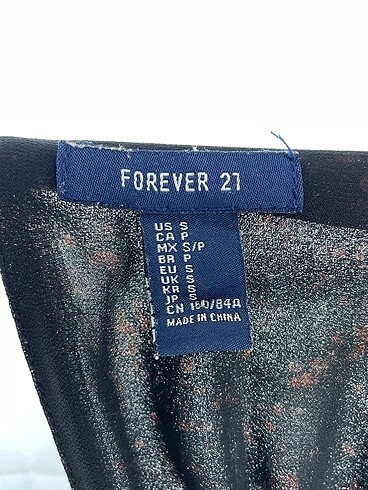 FOREVER 21
US S
CA P
MX S/P
BR P
EU S
UK S
KR S
JP S
CN 160/84A
MADE IN CHINA